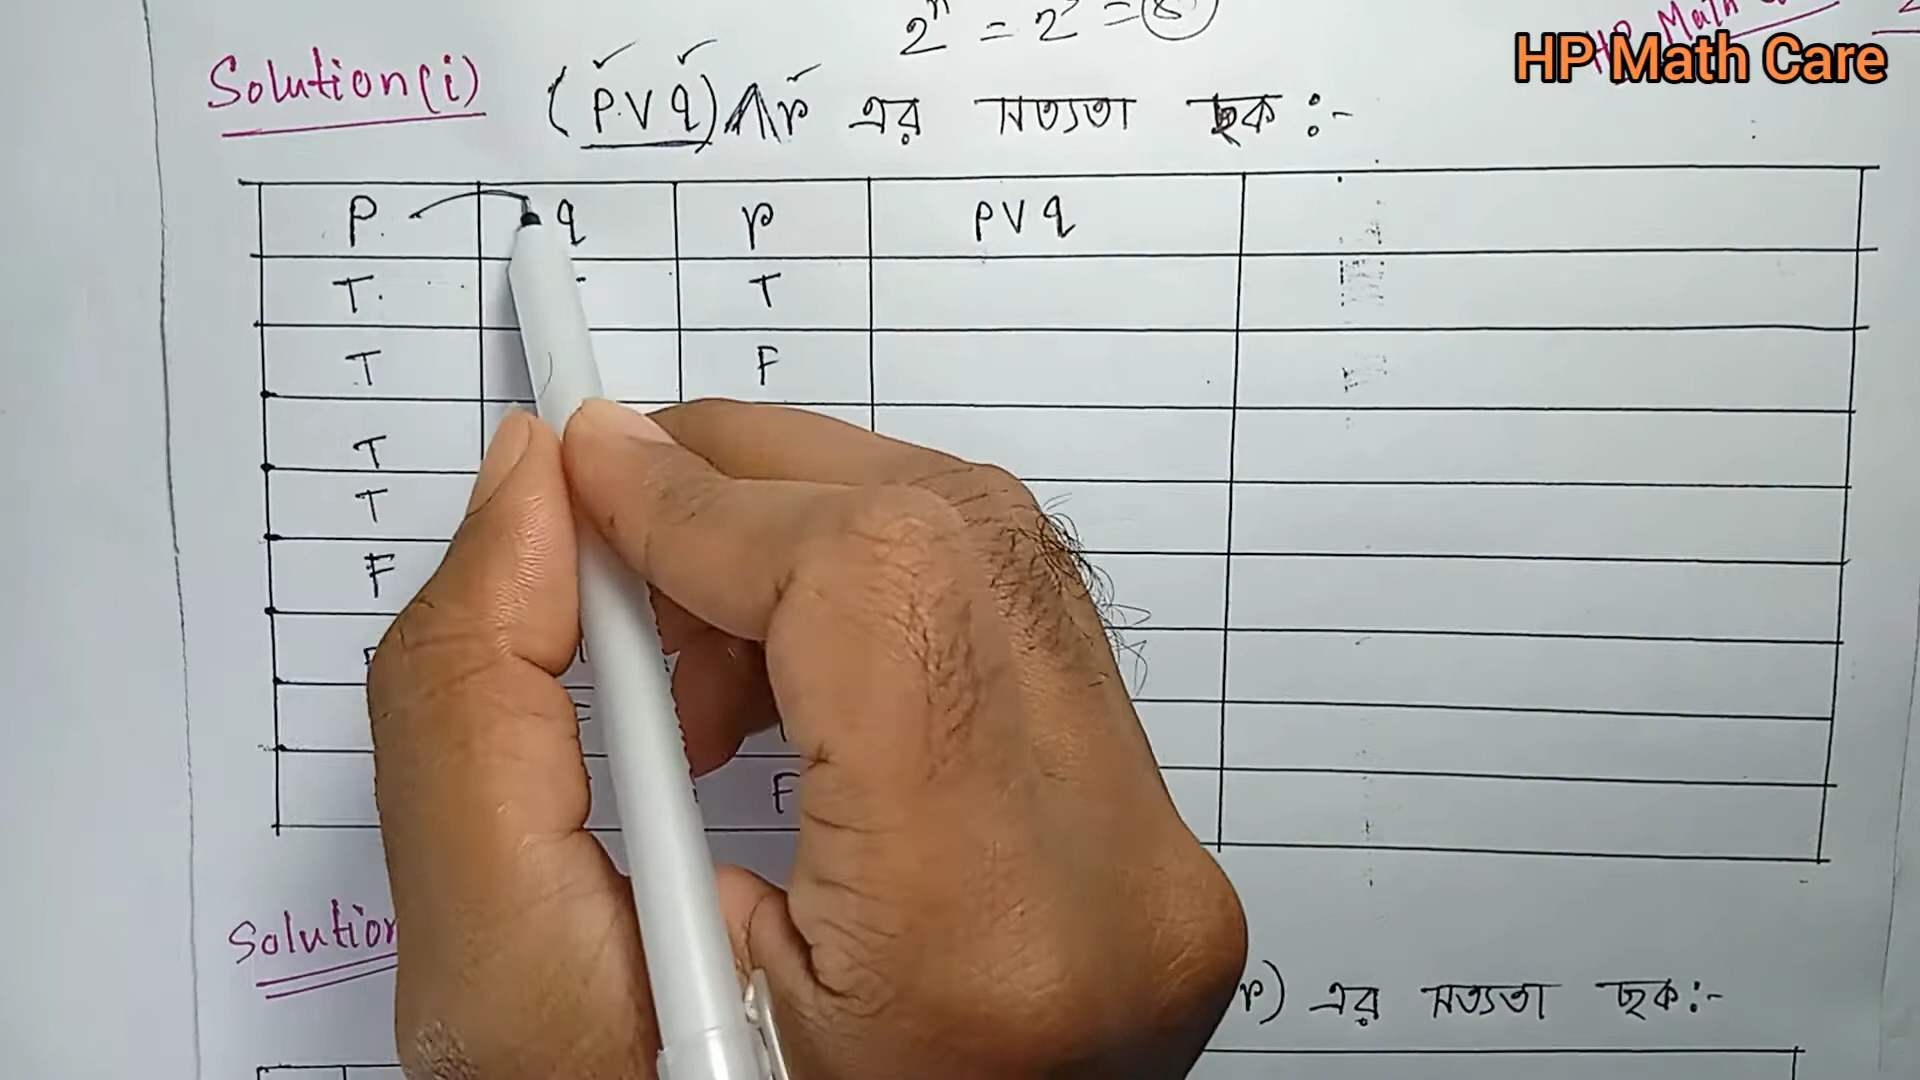 2ⁿ = 2³ = 8
HP Math Care
Solution(i) (p∨q)∧r এর সত্যতা ছক :-
p q r p∨q
T T
T F
T
T
F
F
F
Solution r) এর সত্যতা ছক:-